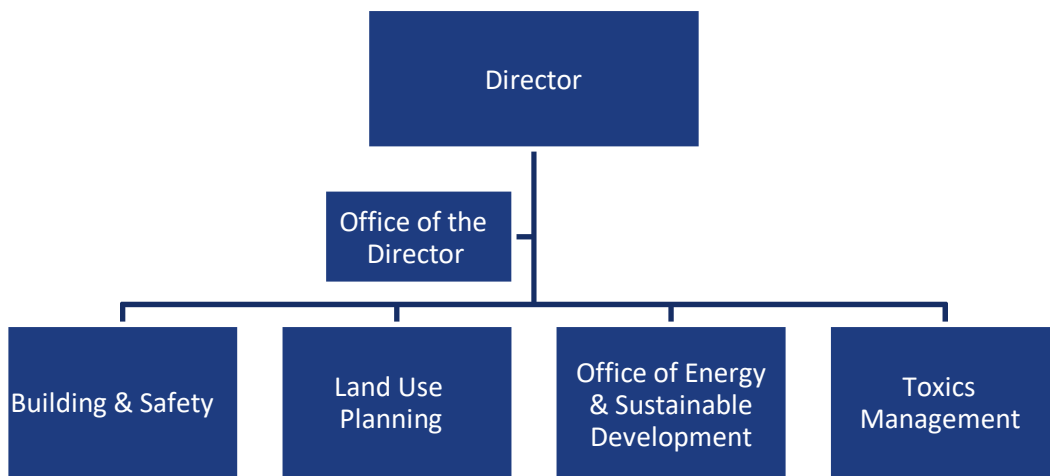 Director
Office of the
Director
Building & Safety
Land Use
Planning
Office of Energy
& Sustainable
Development
Toxics
Management